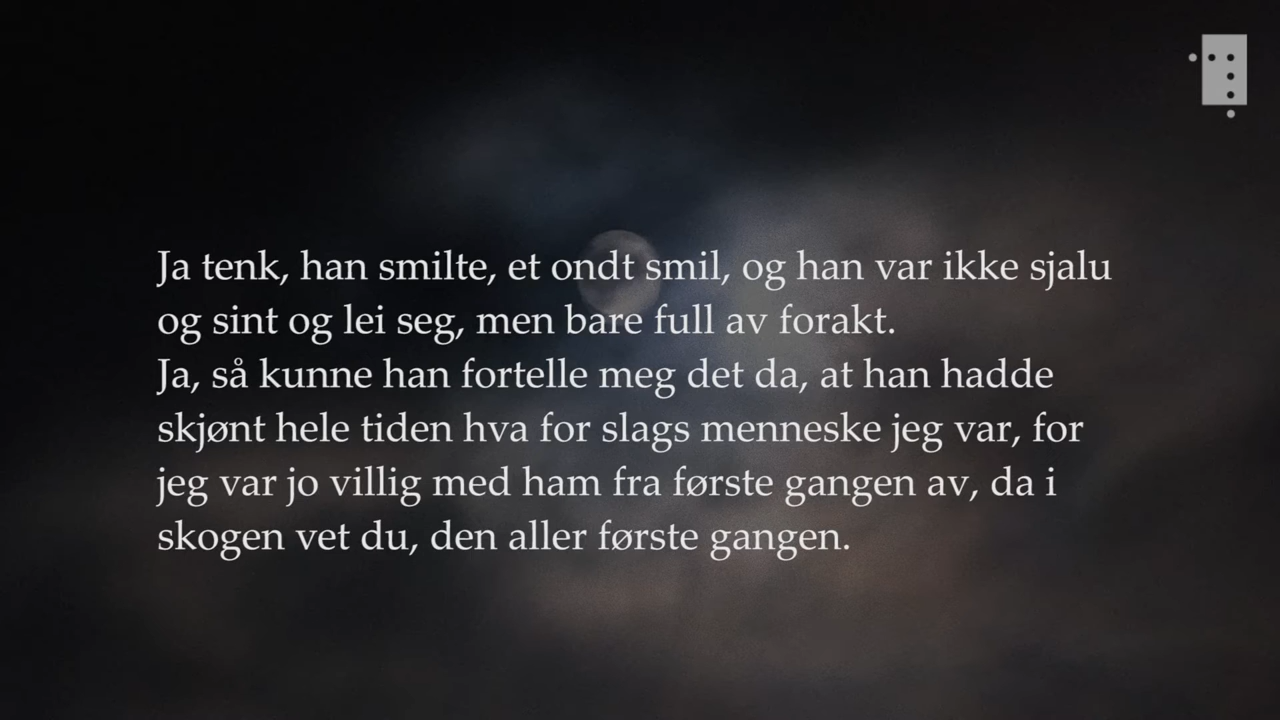 Ja tenk, han smilte, et ondt smil, og han var ikke sjalu
og sint og lei seg, men bare full av forakt.
Ja, så kunne han fortelle meg det da, at han hadde
skjønt hele tiden hva for slags menneske jeg var, for
jeg var jo villig med ham fra første gangen av, da i
skogen vet du, den aller første gangen.